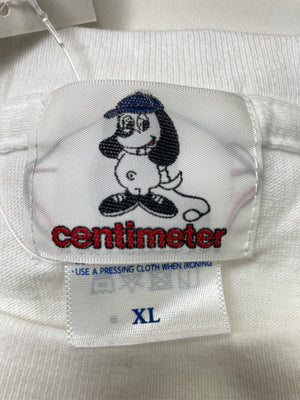 centimeter
• USE A PRESSING CLOTH WHEN IRONING
XL